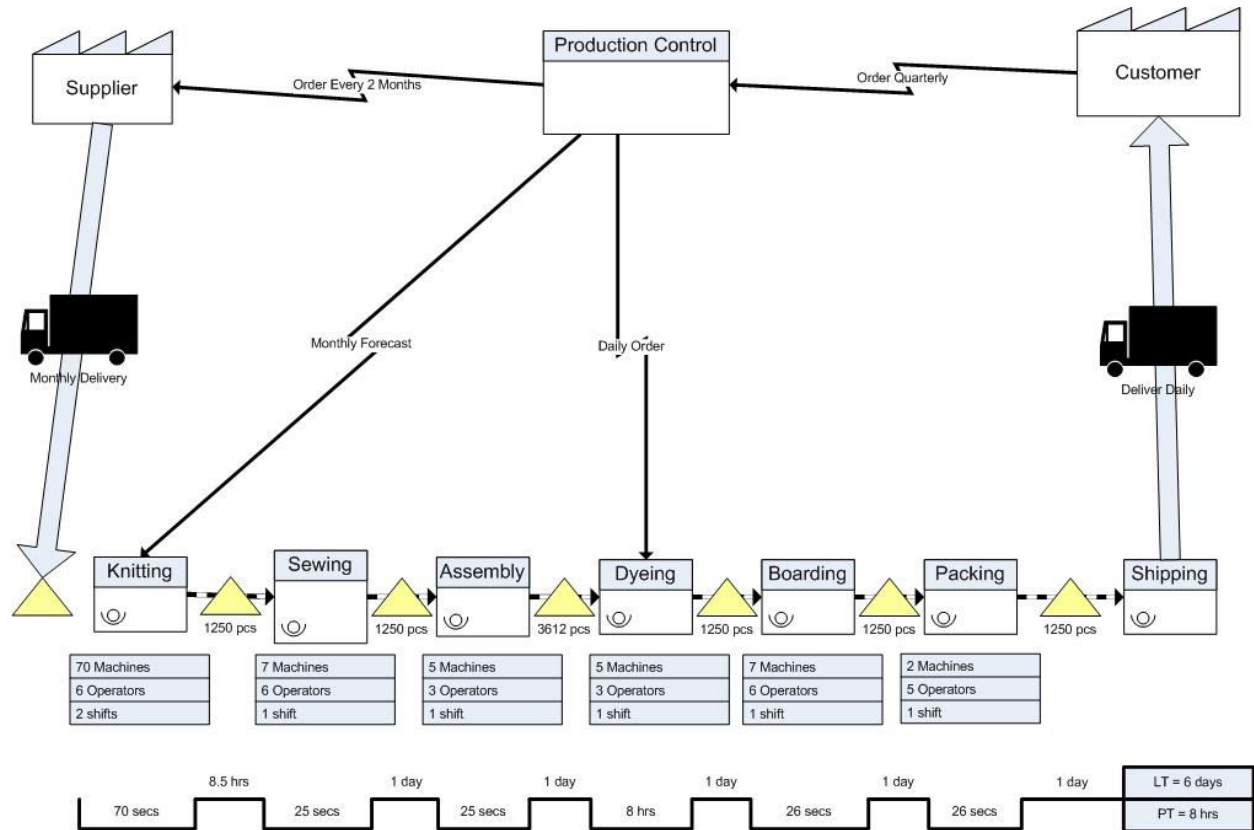 Production Control
Supplier
Customer
Order Every 2 Months
Order Quarterly
Monthly Forecast
Daily Order
Monthly Delivery
Deliver Daily
Knitting
Sewing
Assembly
Dyeing
Boarding
Packing
Shipping
1250 pcs
1250 pcs
3612 pcs
1250 pcs
1250 pcs
1250 pcs
70 Machines
6 Operators
2 shifts
7 Machines
6 Operators
1 shift
5 Machines
3 Operators
1 shift
5 Machines
3 Operators
1 shift
7 Machines
6 Operators
1 shift
2 Machines
5 Operators
1 shift
8.5 hrs
1 day
1 day
1 day
1 day
1 day
LT = 6 days
70 secs
25 secs
25 secs
8 hrs
26 secs
26 secs
PT = 8 hrs